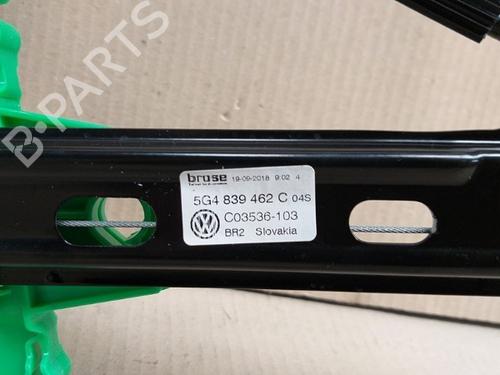 B-PARTS
brose 19-09-2018 9:02 4
5G4 839 462 C 04S
C03536-103
BR2 Slovakia